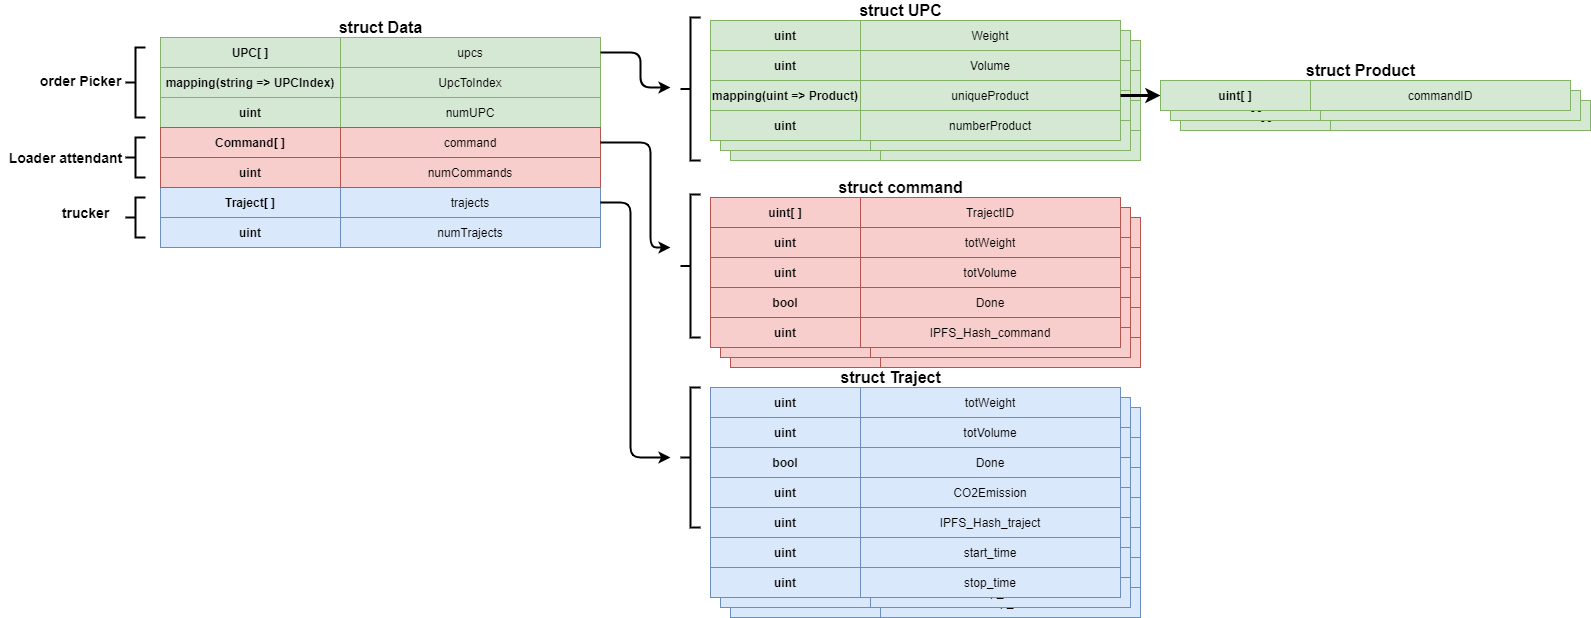 struct Data
order Picker
UPC[ ] upcs
mapping(string => UPCIndex) UpcToIndex
uint numUPC
Loader attendant
Command[ ] command
uint numCommands
trucker
Traject[ ] trajects
uint numTrajects
struct UPC
uint Weight
uint Volume
mapping(uint => Product) uniqueProduct
uint numberProduct
struct Product
uint[ ] commandID
struct command
uint[ ] TrajectID
uint totWeight
uint totVolume
bool Done
uint IPFS_Hash_command
struct Traject
uint totWeight
uint totVolume
bool Done
uint CO2Emission
uint IPFS_Hash_traject
uint start_time
uint stop_time